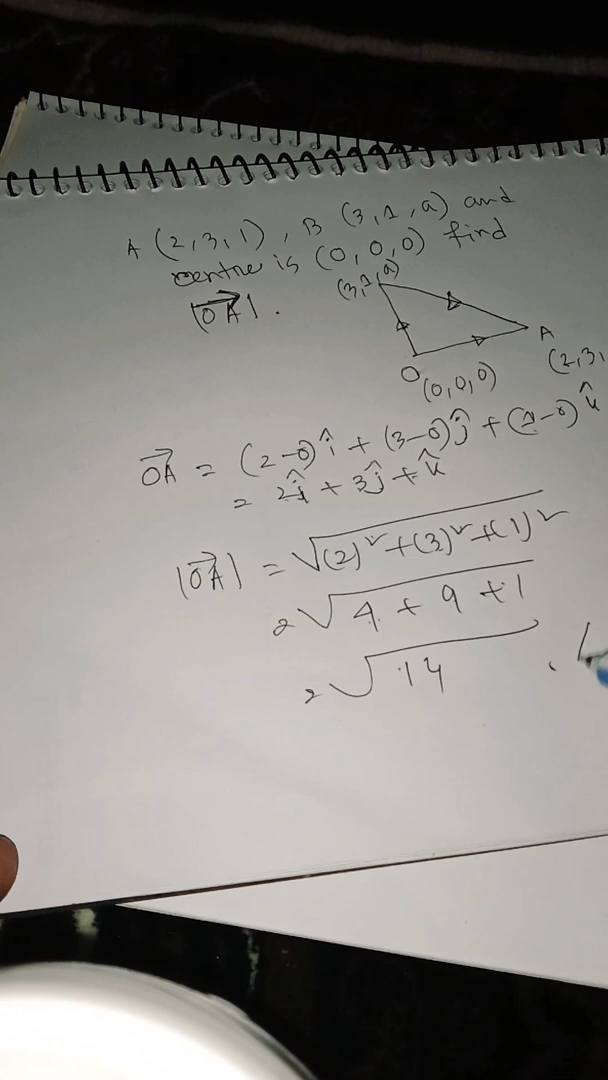 A (2,3,1), B (3,1,a) and
centre is (0,0,0) find
|OA⃗|.
(3,1,a)
A
(2,3,
O
(0,0,0)
OA⃗ = (2-0)î + (3-0)ĵ + (1-0)k̂
= 2î + 3ĵ + k̂
|OA⃗| = √(2)²+(3)²+(1)²
= √4 + 9 + 1
= √14